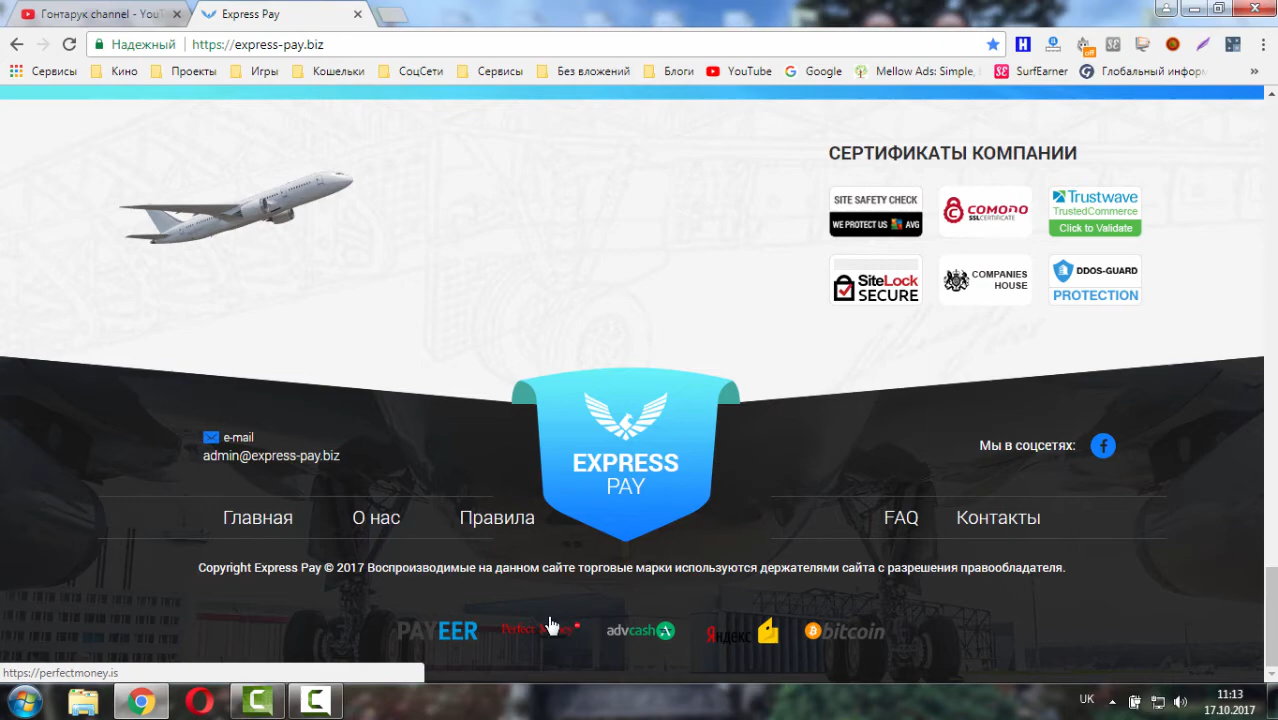 Гонтарук channel - YouT
Express Pay
Надежный
https://express-pay.biz
Сервисы
Кино
Проекты
Игры
Кошельки
СоцСети
Сервисы
Без вложений
Блоги
YouTube
Google
Mellow Ads: Simple,
SurfEarner
Глобальный инфор
СЕРТИФИКАТЫ КОМПАНИИ
SITE SAFETY CHECK
WE PROTECT US AVG
COMODO
SSL CERTIFICATE
Trustwave
TrustedCommerce
Click to Validate
SiteLock
SECURE
COMPANIES
HOUSE
DDOS-GUARD
PROTECTION
e-mail
admin@express-pay.biz
EXPRESS
PAY
Мы в соцсетях:
Главная
О нас
Правила
FAQ
Контакты
Copyright Express Pay © 2017 Воспроизводимые на данном сайте торговые марки используются держателями сайта с разрешения правообладателя.
PAYEER
Perfect Money
advcash
Яндекс
bitcoin
https://perfectmoney.is
UK
11:13
17.10.2017